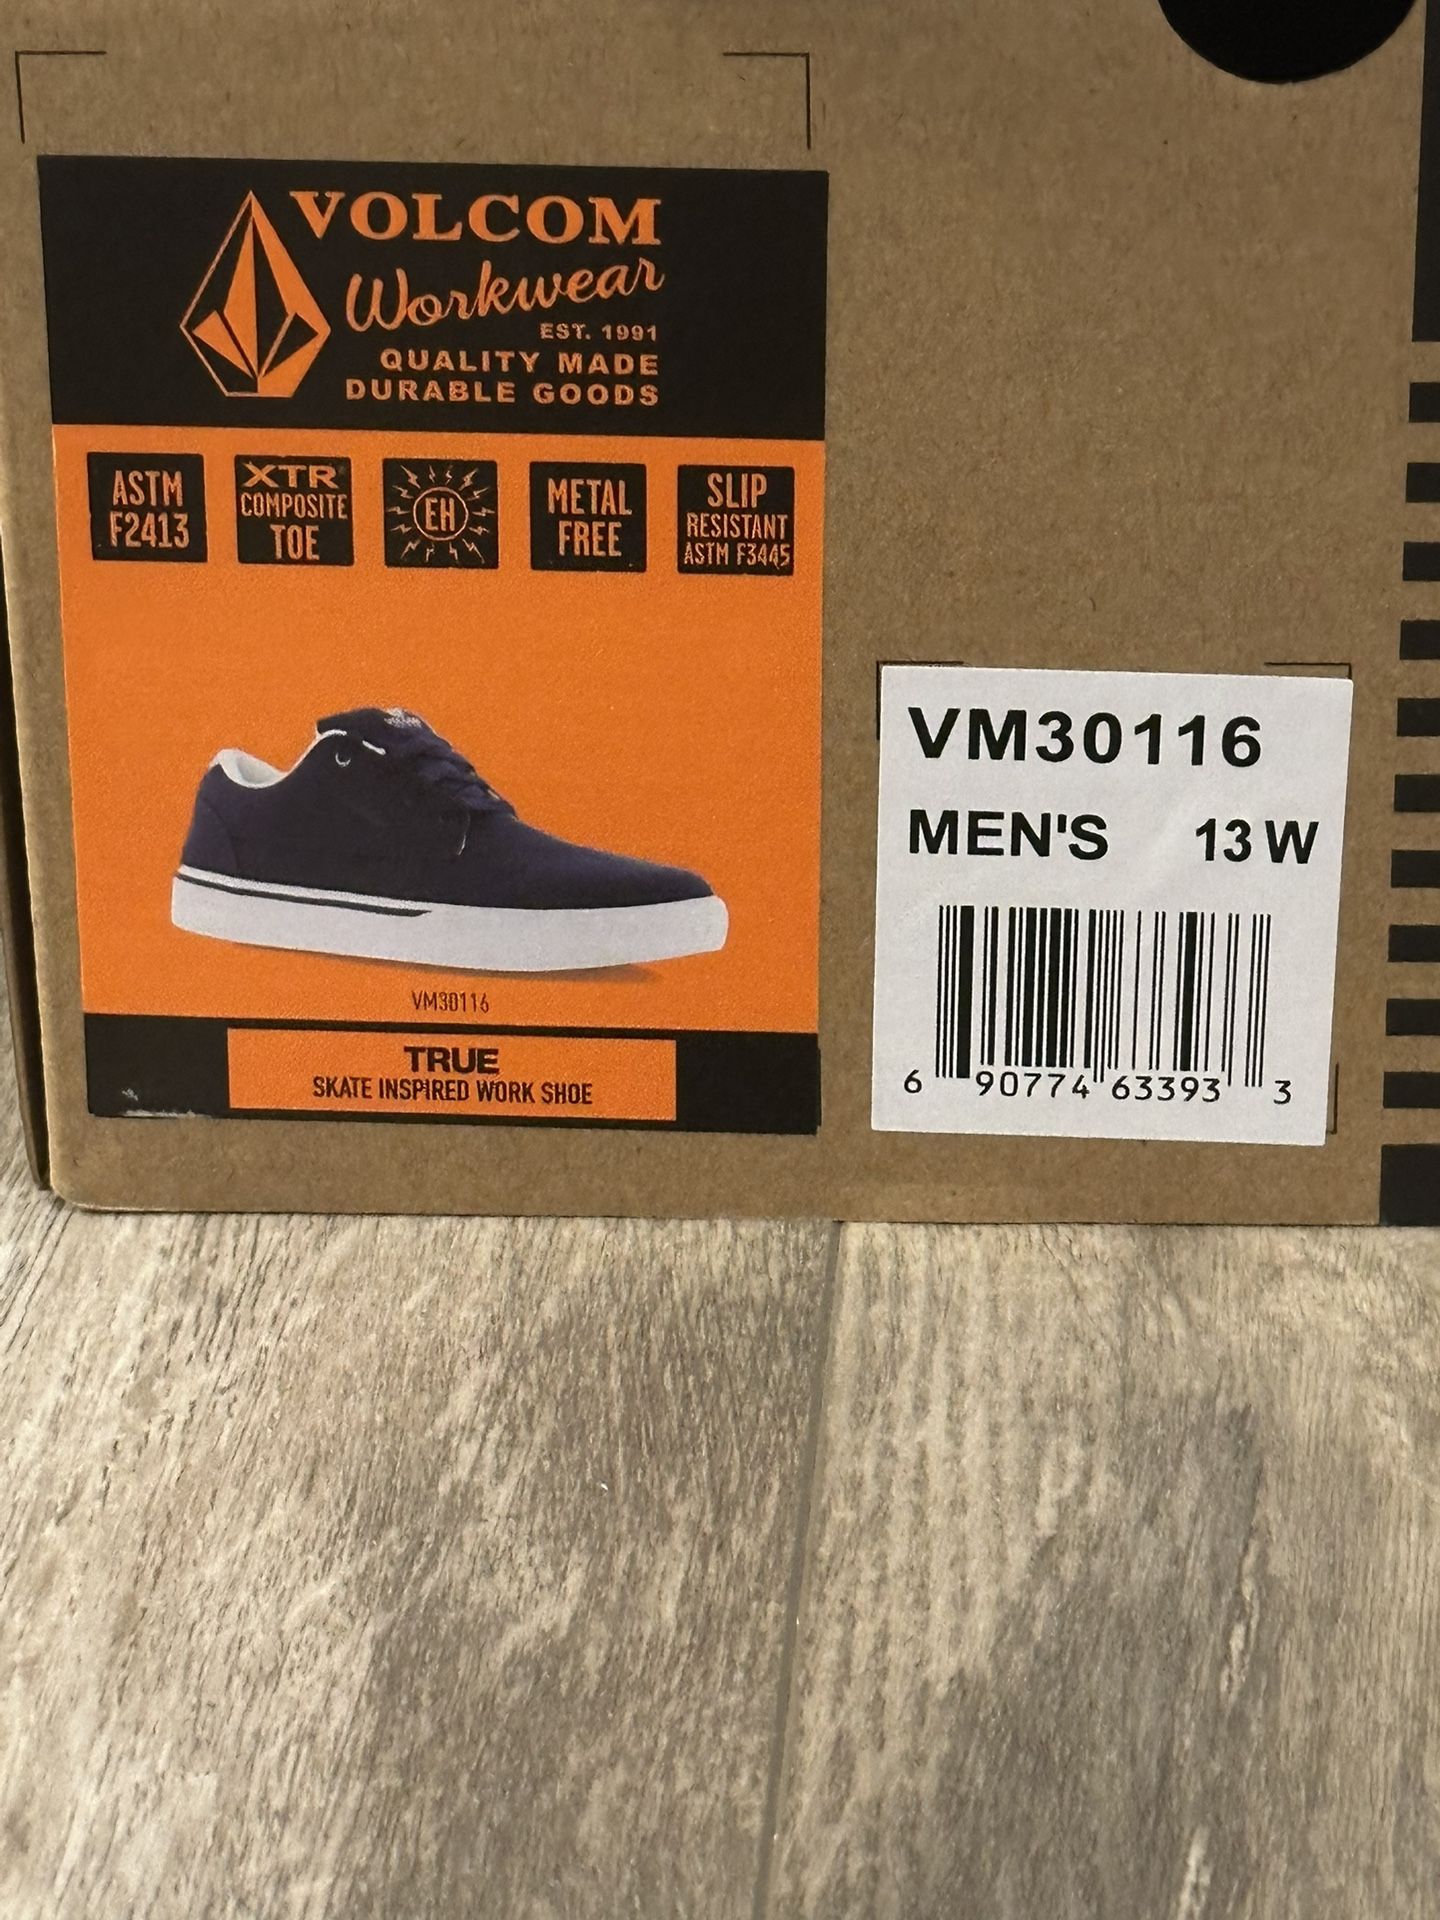 VOLCOM
Workwear
EST. 1991
QUALITY MADE
DURABLE GOODS
ASTM
F2413
XTR
COMPOSITE
TOE
EH
METAL
FREE
SLIP
RESISTANT
ASTM F3445
VM30116
TRUE
SKATE INSPIRED WORK SHOE
VM30116
MEN'S 13 W
6 90774 63393 3